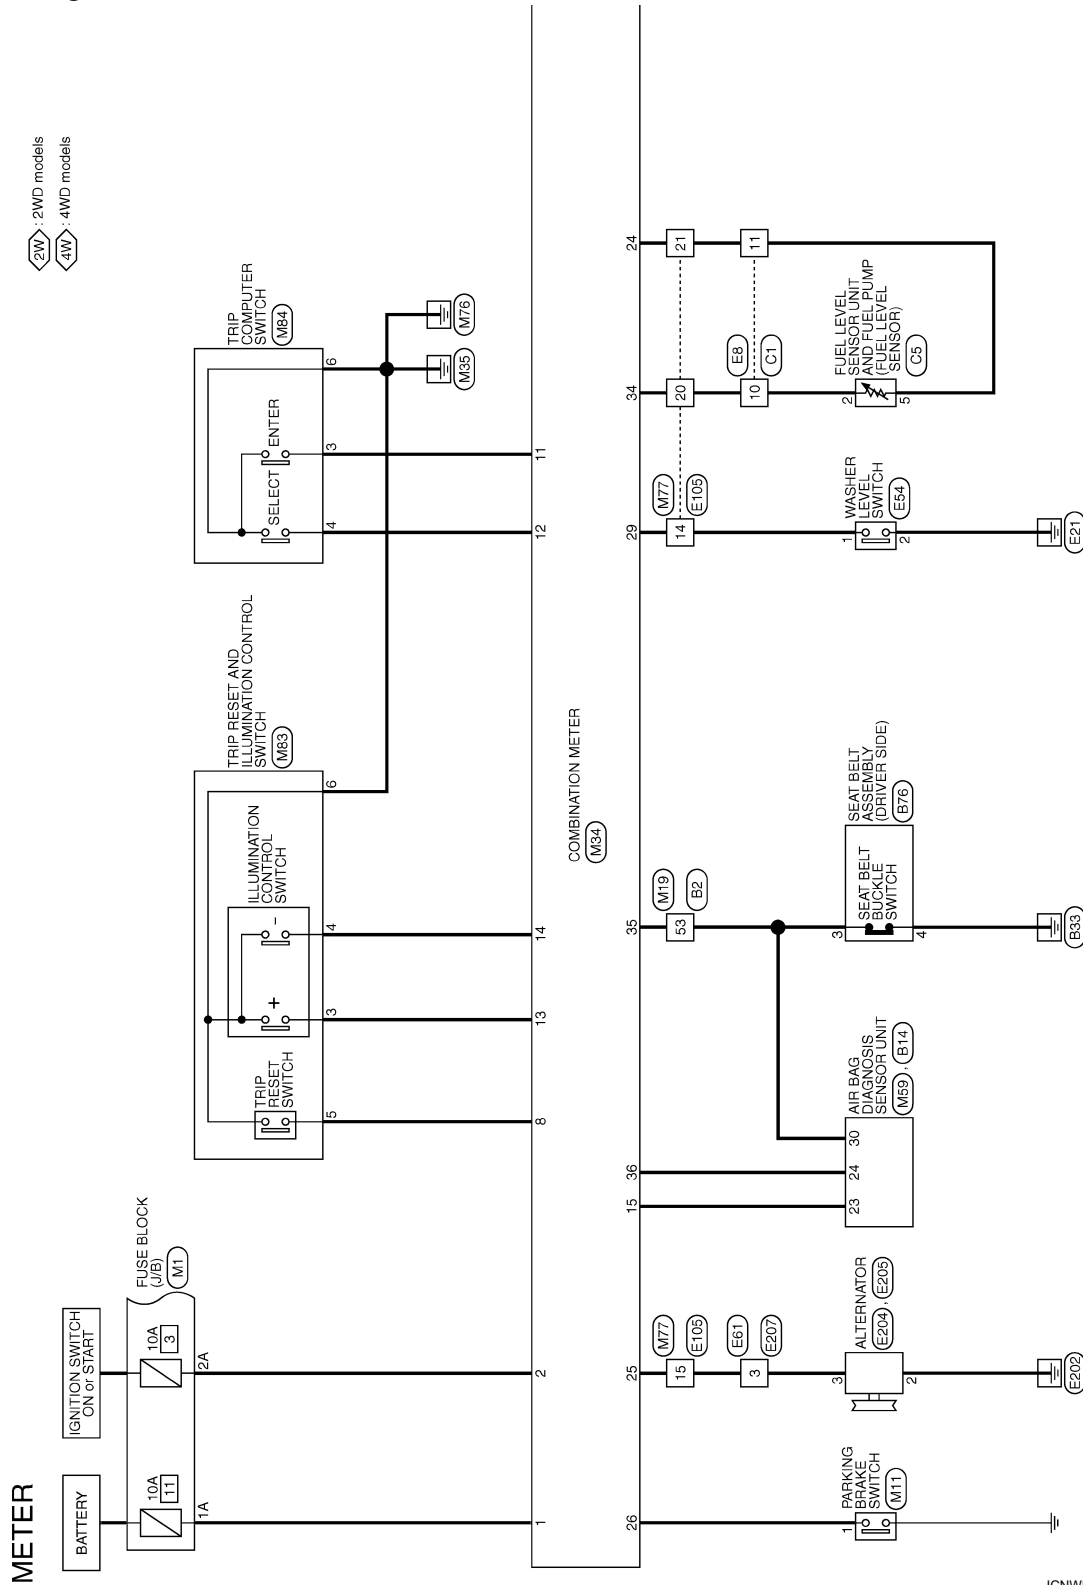 METER
2W : 2WD models
4W : 4WD models
BATTERY
IGNITION SWITCH
ON or START
FUSE BLOCK
(J/B)
M1
10A
11
10A
3
1A
2A
TRIP RESET AND
ILLUMINATION CONTROL
SWITCH
M83
TRIP
RESET
SWITCH
ILLUMINATION
CONTROL
SWITCH
+
-
5
3
4
6
TRIP
COMPUTER
SWITCH
M84
SELECT
ENTER
4
3
6
M35
M76
1
2
8
13
14
12
11
COMBINATION METER
M34
26
25
15
36
35
29
34
24
M77
15
E105
E61
3
E207
M19
53
B2
M77
14
E105
20
21
E8
10
C1
11
PARKING
BRAKE
SWITCH
M11
1
ALTERNATOR
E204 , E205
3
2
E202
AIR BAG
DIAGNOSIS
SENSOR UNIT
M59 , B14
23
24
30
SEAT BELT
ASSEMBLY
(DRIVER SIDE)
B76
SEAT BELT
BUCKLE
SWITCH
3
4
B33
WASHER
LEVEL
SWITCH
E54
1
2
E21
FUEL LEVEL
SENSOR UNIT
AND FUEL PUMP
(FUEL LEVEL
SENSOR)
C5
2
5